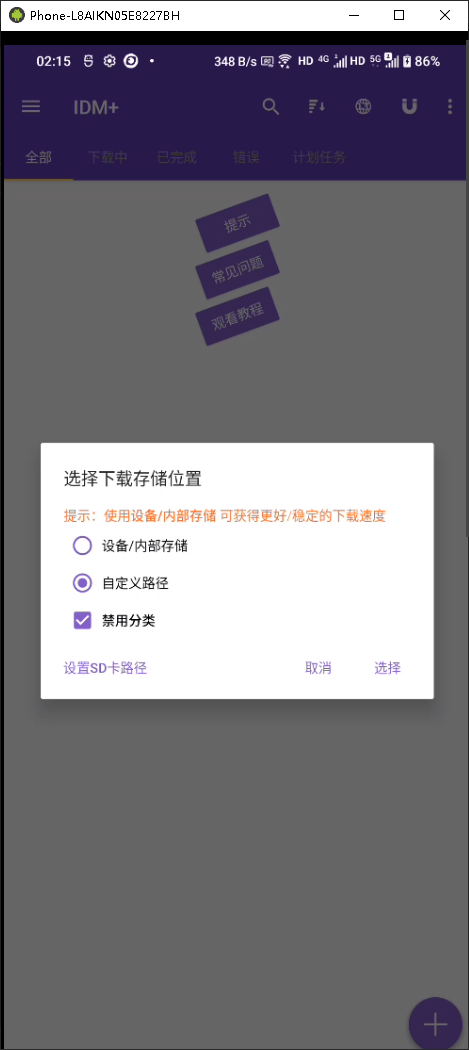 Phone-L8AIKN05E8227BH
02:15 348 B/s HD 4G HD 5G 86%
IDM+
全部 下载中 已完成 错误 计划任务
提示
常见问题
观看教程
选择下载存储位置
提示：使用设备/内部存储 可获得更好/稳定的下载速度
设备/内部存储
自定义路径
禁用分类
设置SD卡路径 取消 选择